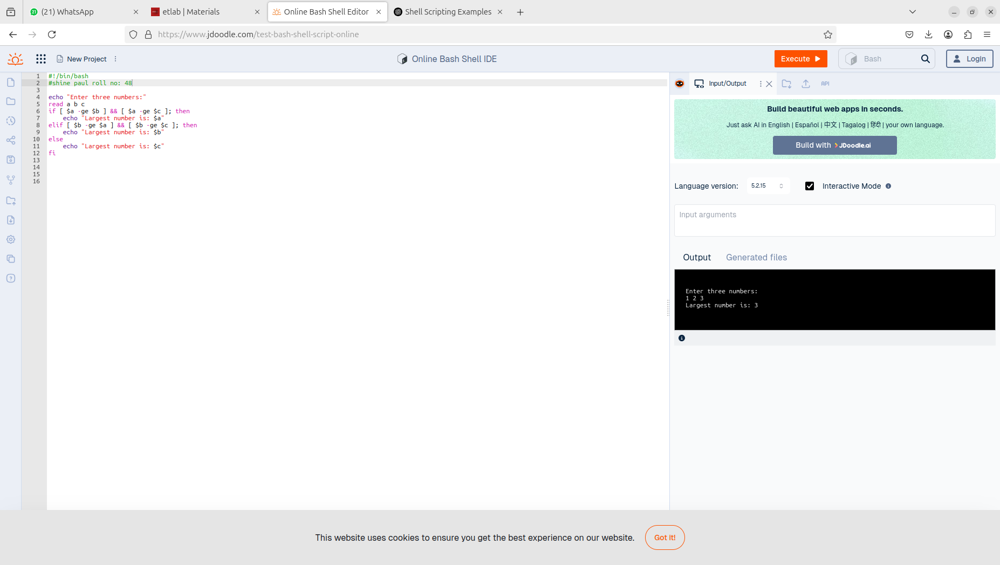 (21) WhatsApp
etlab | Materials
Online Bash Shell Editor
Shell Scripting Examples
https://www.jdoodle.com/test-bash-shell-script-online
New Project
Online Bash Shell IDE
Execute
Bash
Login
1 #!/bin/bash
2 #shine paul roll no: 48
3
4 echo "Enter three numbers:"
5 read a b c
6 if [ $a -ge $b ] && [ $a -ge $c ]; then
7     echo "Largest number is: $a"
8 elif [ $b -ge $a ] && [ $b -ge $c ]; then
9     echo "Largest number is: $b"
10 else
11     echo "Largest number is: $c"
12 fi
13
14
15
16
Input/Output
API
Build beautiful web apps in seconds.
Just ask AI in English | Español | 中文 | Tagalog | हिंदी | your own language.
Build with JDoodle.ai
Language version: 5.2.15 Interactive Mode
Input arguments
Output Generated files
Enter three numbers:
1 2 3
Largest number is: 3
This website uses cookies to ensure you get the best experience on our website. Got it!